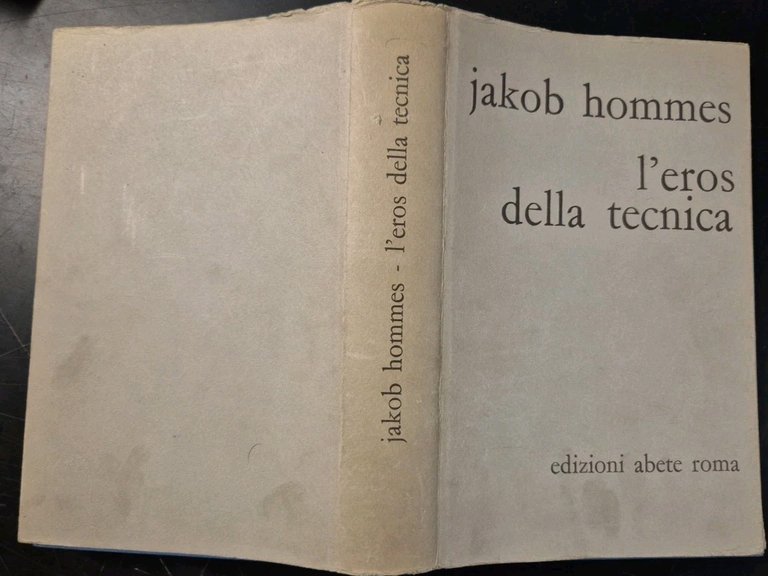 jakob hommes - l'eros della tecnica
jakob hommes
l'eros
della tecnica
edizioni abete roma